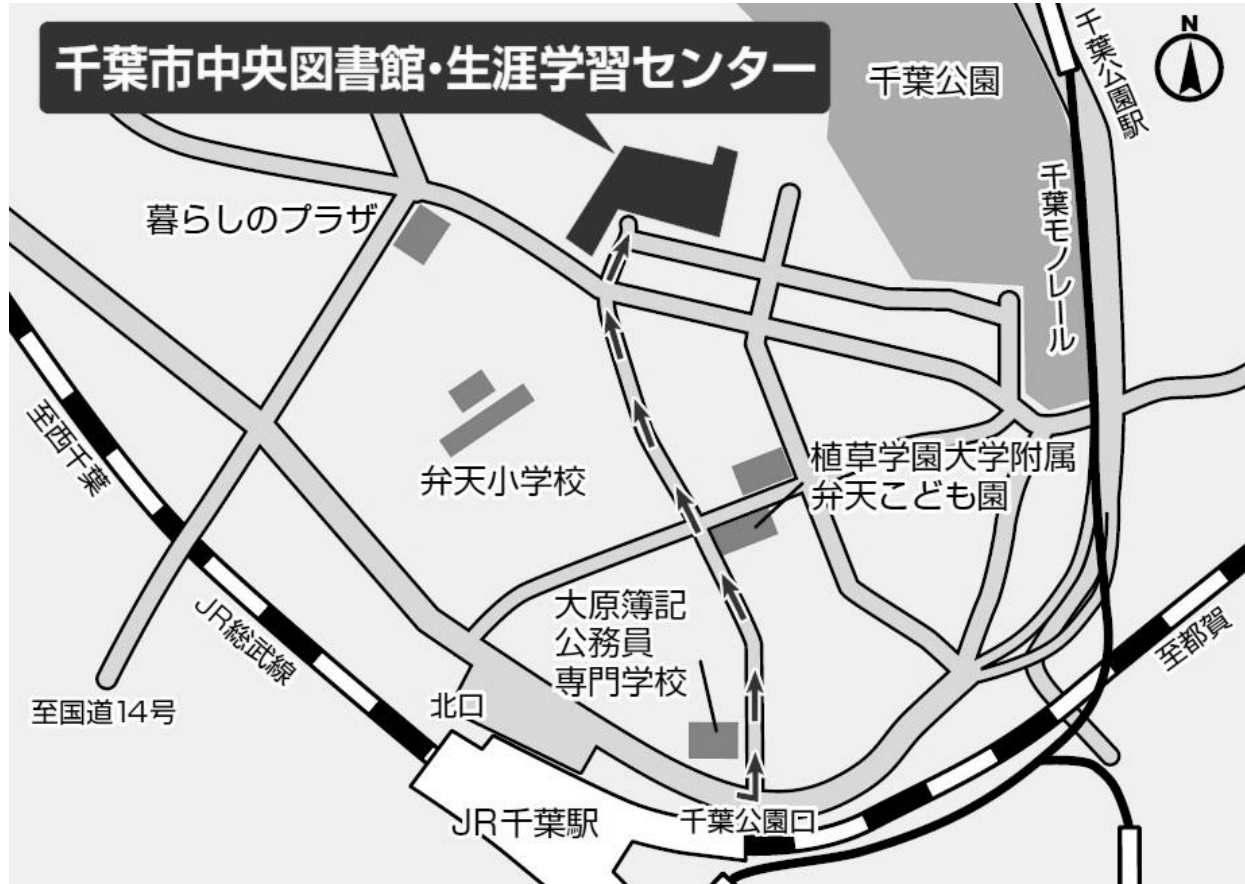 千葉市中央図書館・生涯学習センター
N
千葉公園
千葉公園駅
千葉モノレール
暮らしのプラザ
至西千葉
弁天小学校
植草学園大学附属
弁天こども園
大原簿記
公務員
専門学校
JR総武線
至都賀
至国道14号
北口
JR千葉駅
千葉公園口